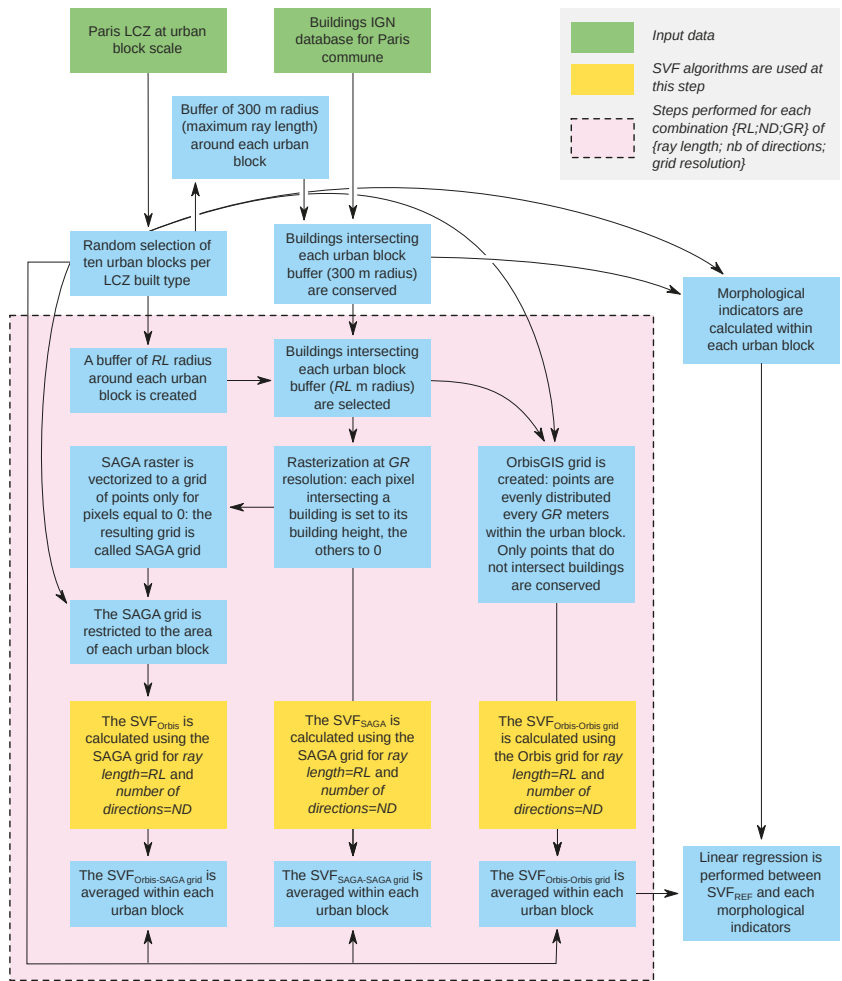 Paris LCZ at urban
block scale
Buildings IGN
database for Paris
commune
Input data
SVF algorithms are used at
this step
Steps performed for each
combination {RL;ND;GR} of
{ray length; nb of directions;
grid resolution}
Buffer of 300 m radius
(maximum ray length)
around each urban
block
Random selection of
ten urban blocks per
LCZ built type
Buildings intersecting
each urban block
buffer (300 m radius)
are conserved
Morphological
indicators are
calculated within
each urban block
A buffer of RL radius
around each urban
block is created
Buildings intersecting
each urban block
buffer (RL m radius)
are selected
SAGA raster is
vectorized to a grid
of points only for
pixels equal to 0: the
resulting grid is
called SAGA grid
Rasterization at GR
resolution: each pixel
intersecting a
building is set to its
building height, the
others to 0
OrbisGIS grid is
created: points are
evenly distributed
every GR meters
within the urban block.
Only points that do
not intersect buildings
are conserved
The SAGA grid is
restricted to the area
of each urban block
The SVFOrbis is
calculated using the
SAGA grid for ray
length=RL and
number of
directions=ND
The SVFSAGA is
calculated using the
SAGA grid for ray
length=RL and
number of
directions=ND
The SVFOrbis-Orbis grid
is calculated using
the Orbis grid for ray
length=RL and
number of
directions=ND
The SVFOrbis-SAGA grid is
averaged within each
urban block
The SVFSAGA-SAGA grid is
averaged within each
urban block
The SVFOrbis-Orbis grid is
averaged within each
urban block
Linear regression is
performed between
SVFREF and each
morphological
indicators